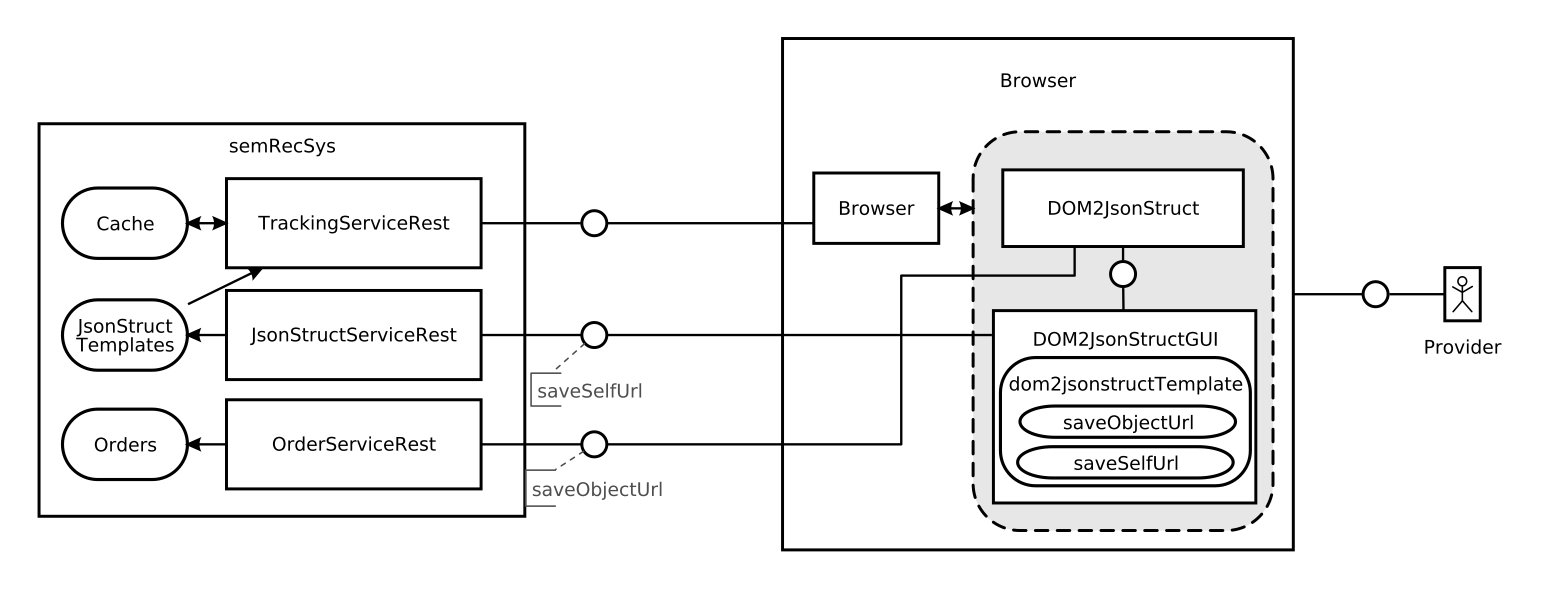 Browser
semRecSys
Cache
TrackingServiceRest
Browser
DOM2JsonStruct
JsonStruct
Templates
JsonStructServiceRest
DOM2JsonStructGUI
Provider
dom2jsonstructTemplate
saveSelfUrl
saveObjectUrl
Orders
OrderServiceRest
saveSelfUrl
saveObjectUrl